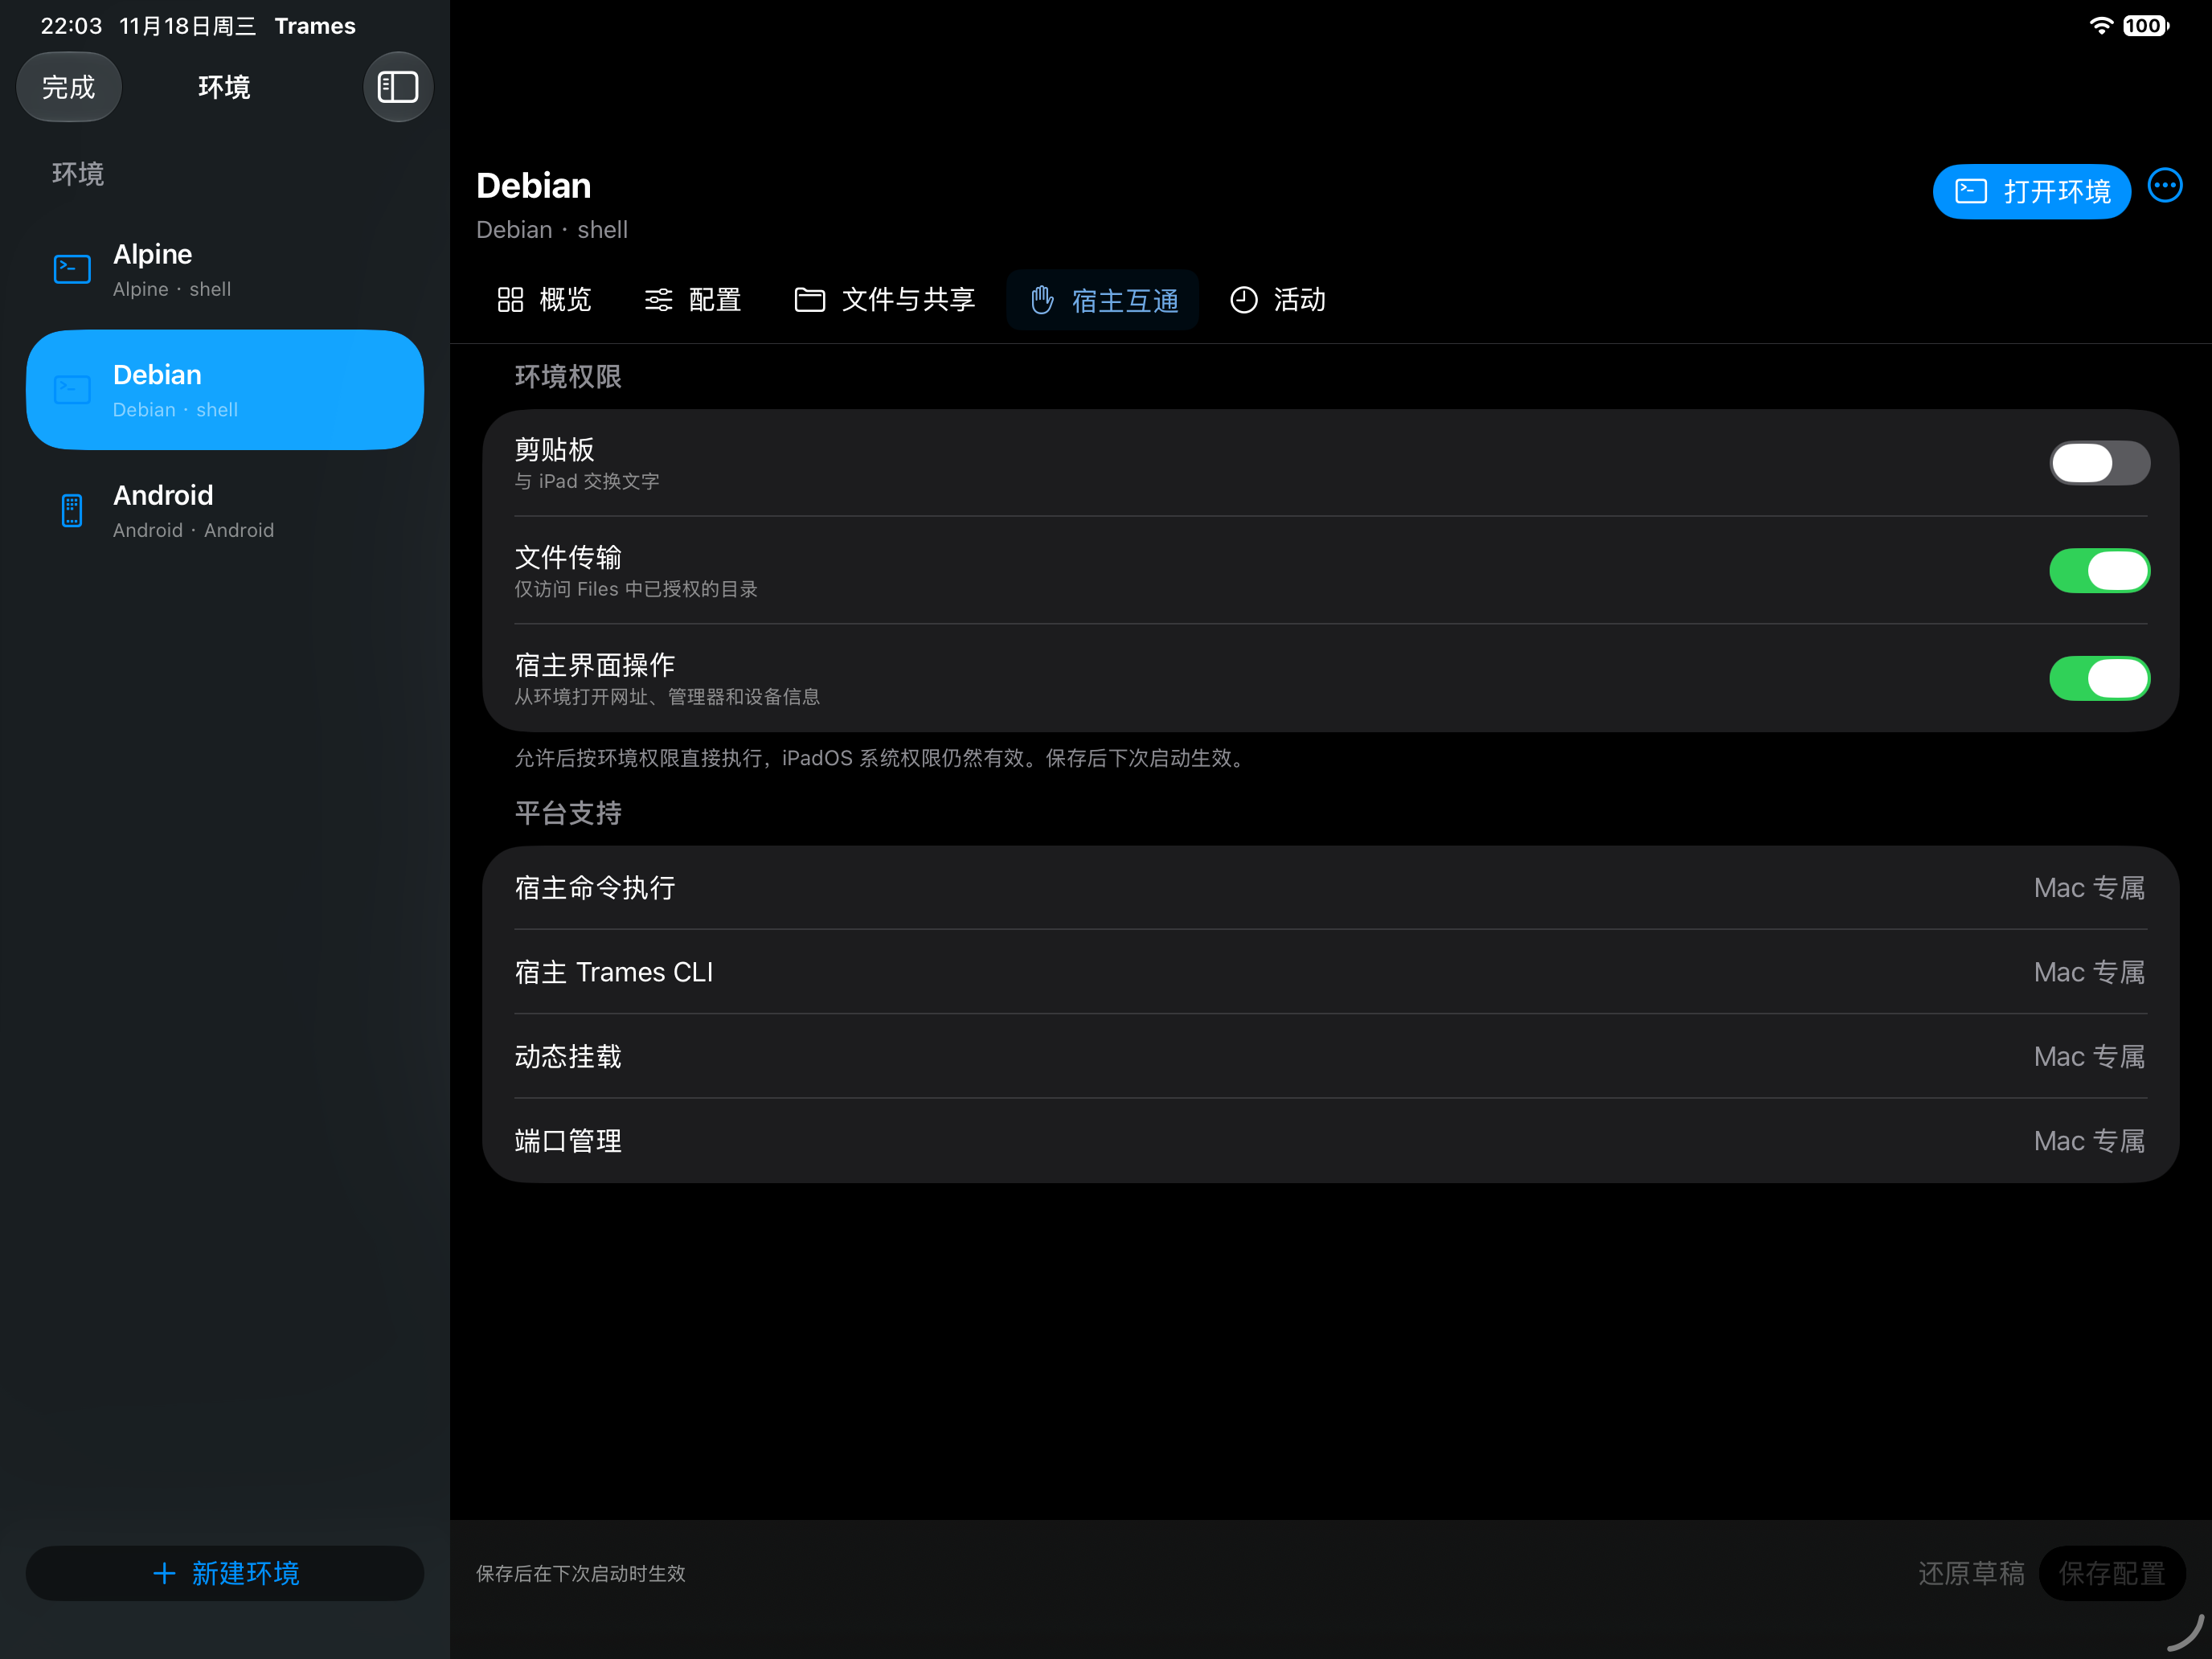 22:03 11月18日周三 Trames
100
完成
环境
环境
Alpine
Alpine · shell
Debian
Debian · shell
Android
Android · Android
新建环境
Debian
Debian · shell
打开环境
概览
配置
文件与共享
宿主互通
活动
环境权限
剪贴板
与 iPad 交换文字
文件传输
仅访问 Files 中已授权的目录
宿主界面操作
从环境打开网址、管理器和设备信息
允许后按环境权限直接执行，iPadOS 系统权限仍然有效。保存后下次启动生效。
平台支持
宿主命令执行 Mac 专属
宿主 Trames CLI Mac 专属
动态挂载 Mac 专属
端口管理 Mac 专属
保存后在下次启动时生效
还原草稿
保存配置